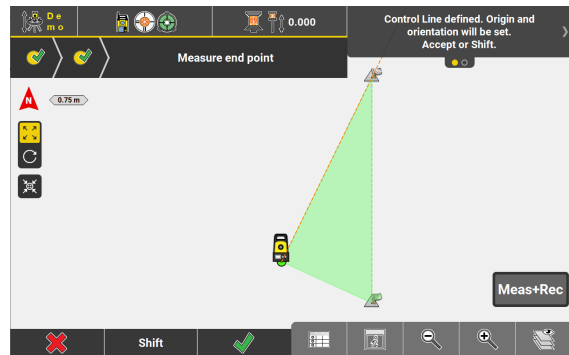 De
mo
0.000
Control Line defined. Origin and
orientation will be set.
Accept or Shift.
Measure end point
N
0.75 m
Meas+Rec
Shift